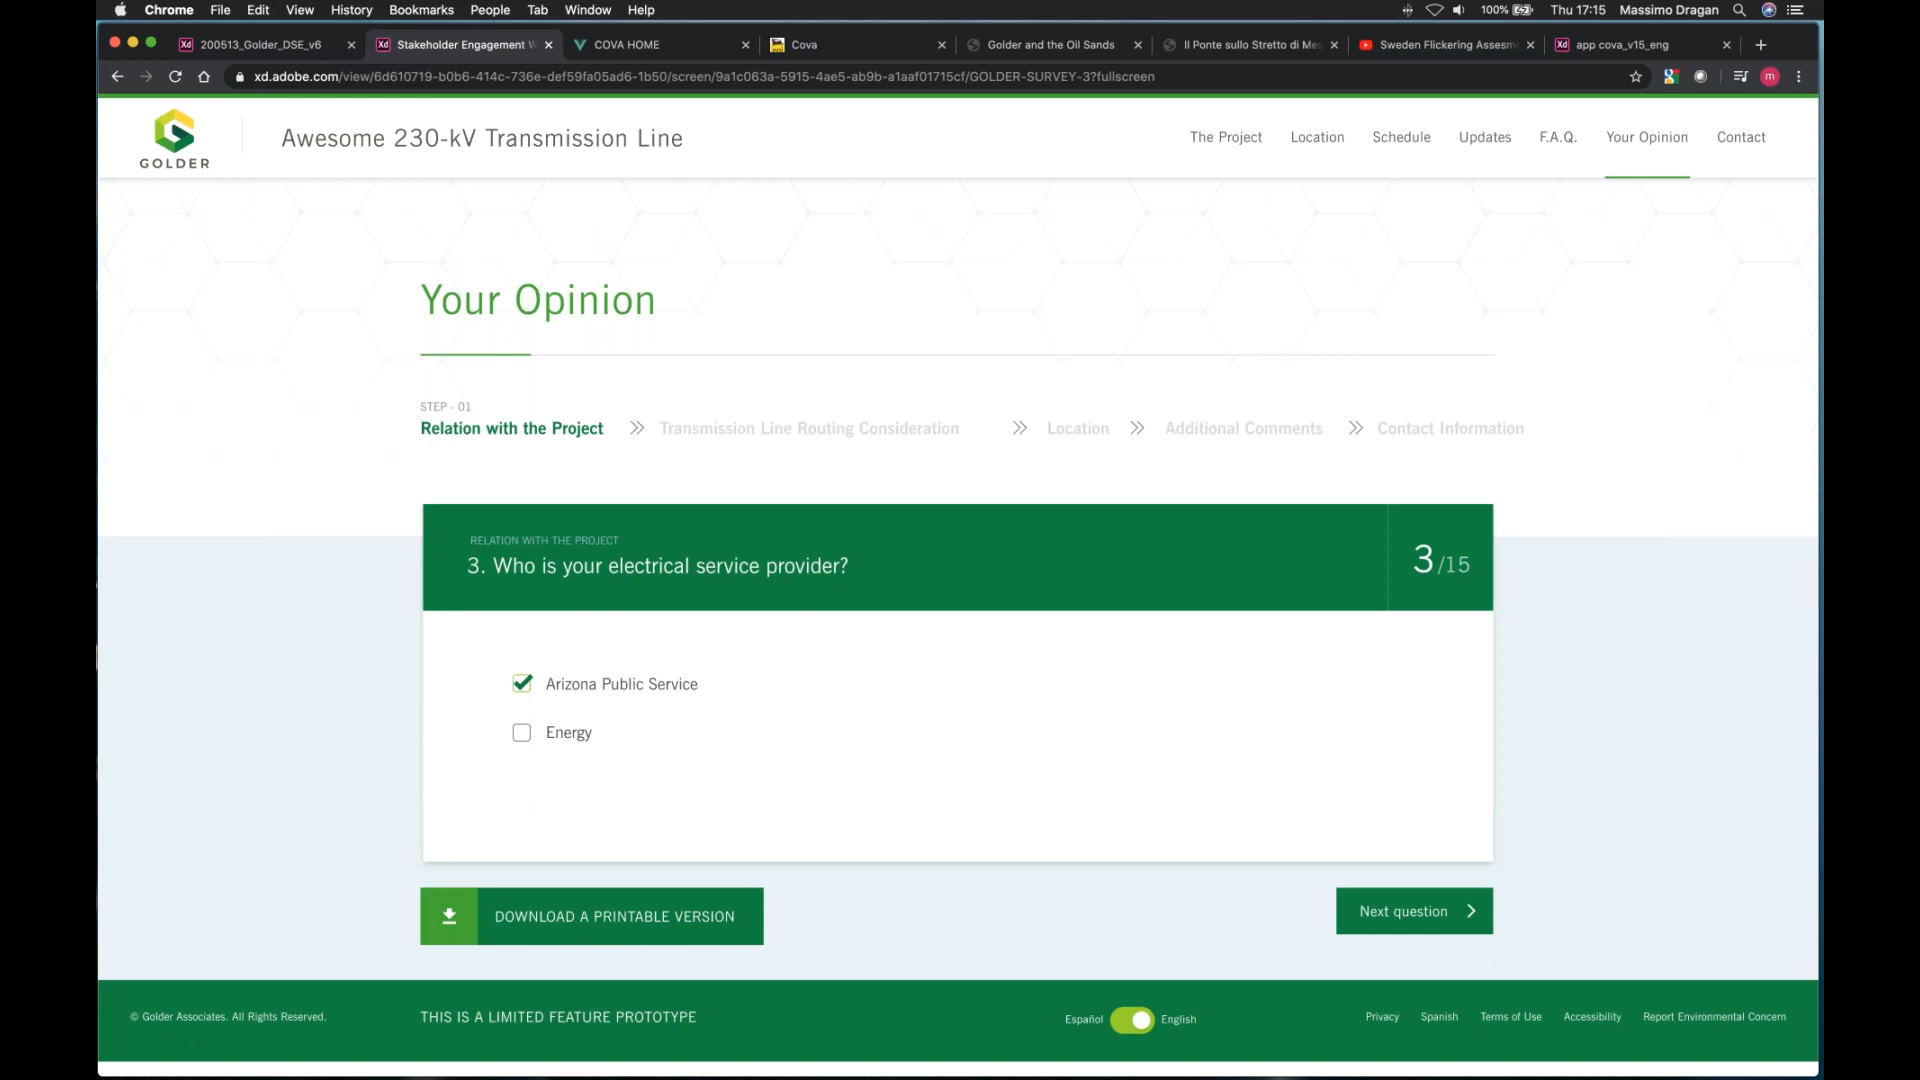 Chrome File Edit View History Bookmarks People Tab Window Help 100% Thu 17:15 Massimo Dragan
200513_Golder_DSE_v6 Stakeholder Engagement W COVA HOME Cova Golder and the Oil Sands Il Ponte sullo Stretto di Mes Sweden Flickering Assesm app cova_v15_eng
xd.adobe.com/view/6d610719-b0b6-414c-736e-def59fa05ad6-1b50/screen/9a1c063a-5915-4ae5-ab9b-a1aaf01715cf/GOLDER-SURVEY-3?fullscreen m
GOLDER
Awesome 230-kV Transmission Line
The Project Location Schedule Updates F.A.Q. Your Opinion Contact
Your Opinion
STEP - 01
Relation with the Project Transmission Line Routing Consideration Location Additional Comments Contact Information
RELATION WITH THE PROJECT
3. Who is your electrical service provider?
3/15
Arizona Public Service
Energy
DOWNLOAD A PRINTABLE VERSION
Next question
© Golder Associates. All Rights Reserved.
THIS IS A LIMITED FEATURE PROTOTYPE
Español English
Privacy Spanish Terms of Use Accessibility Report Environmental Concern